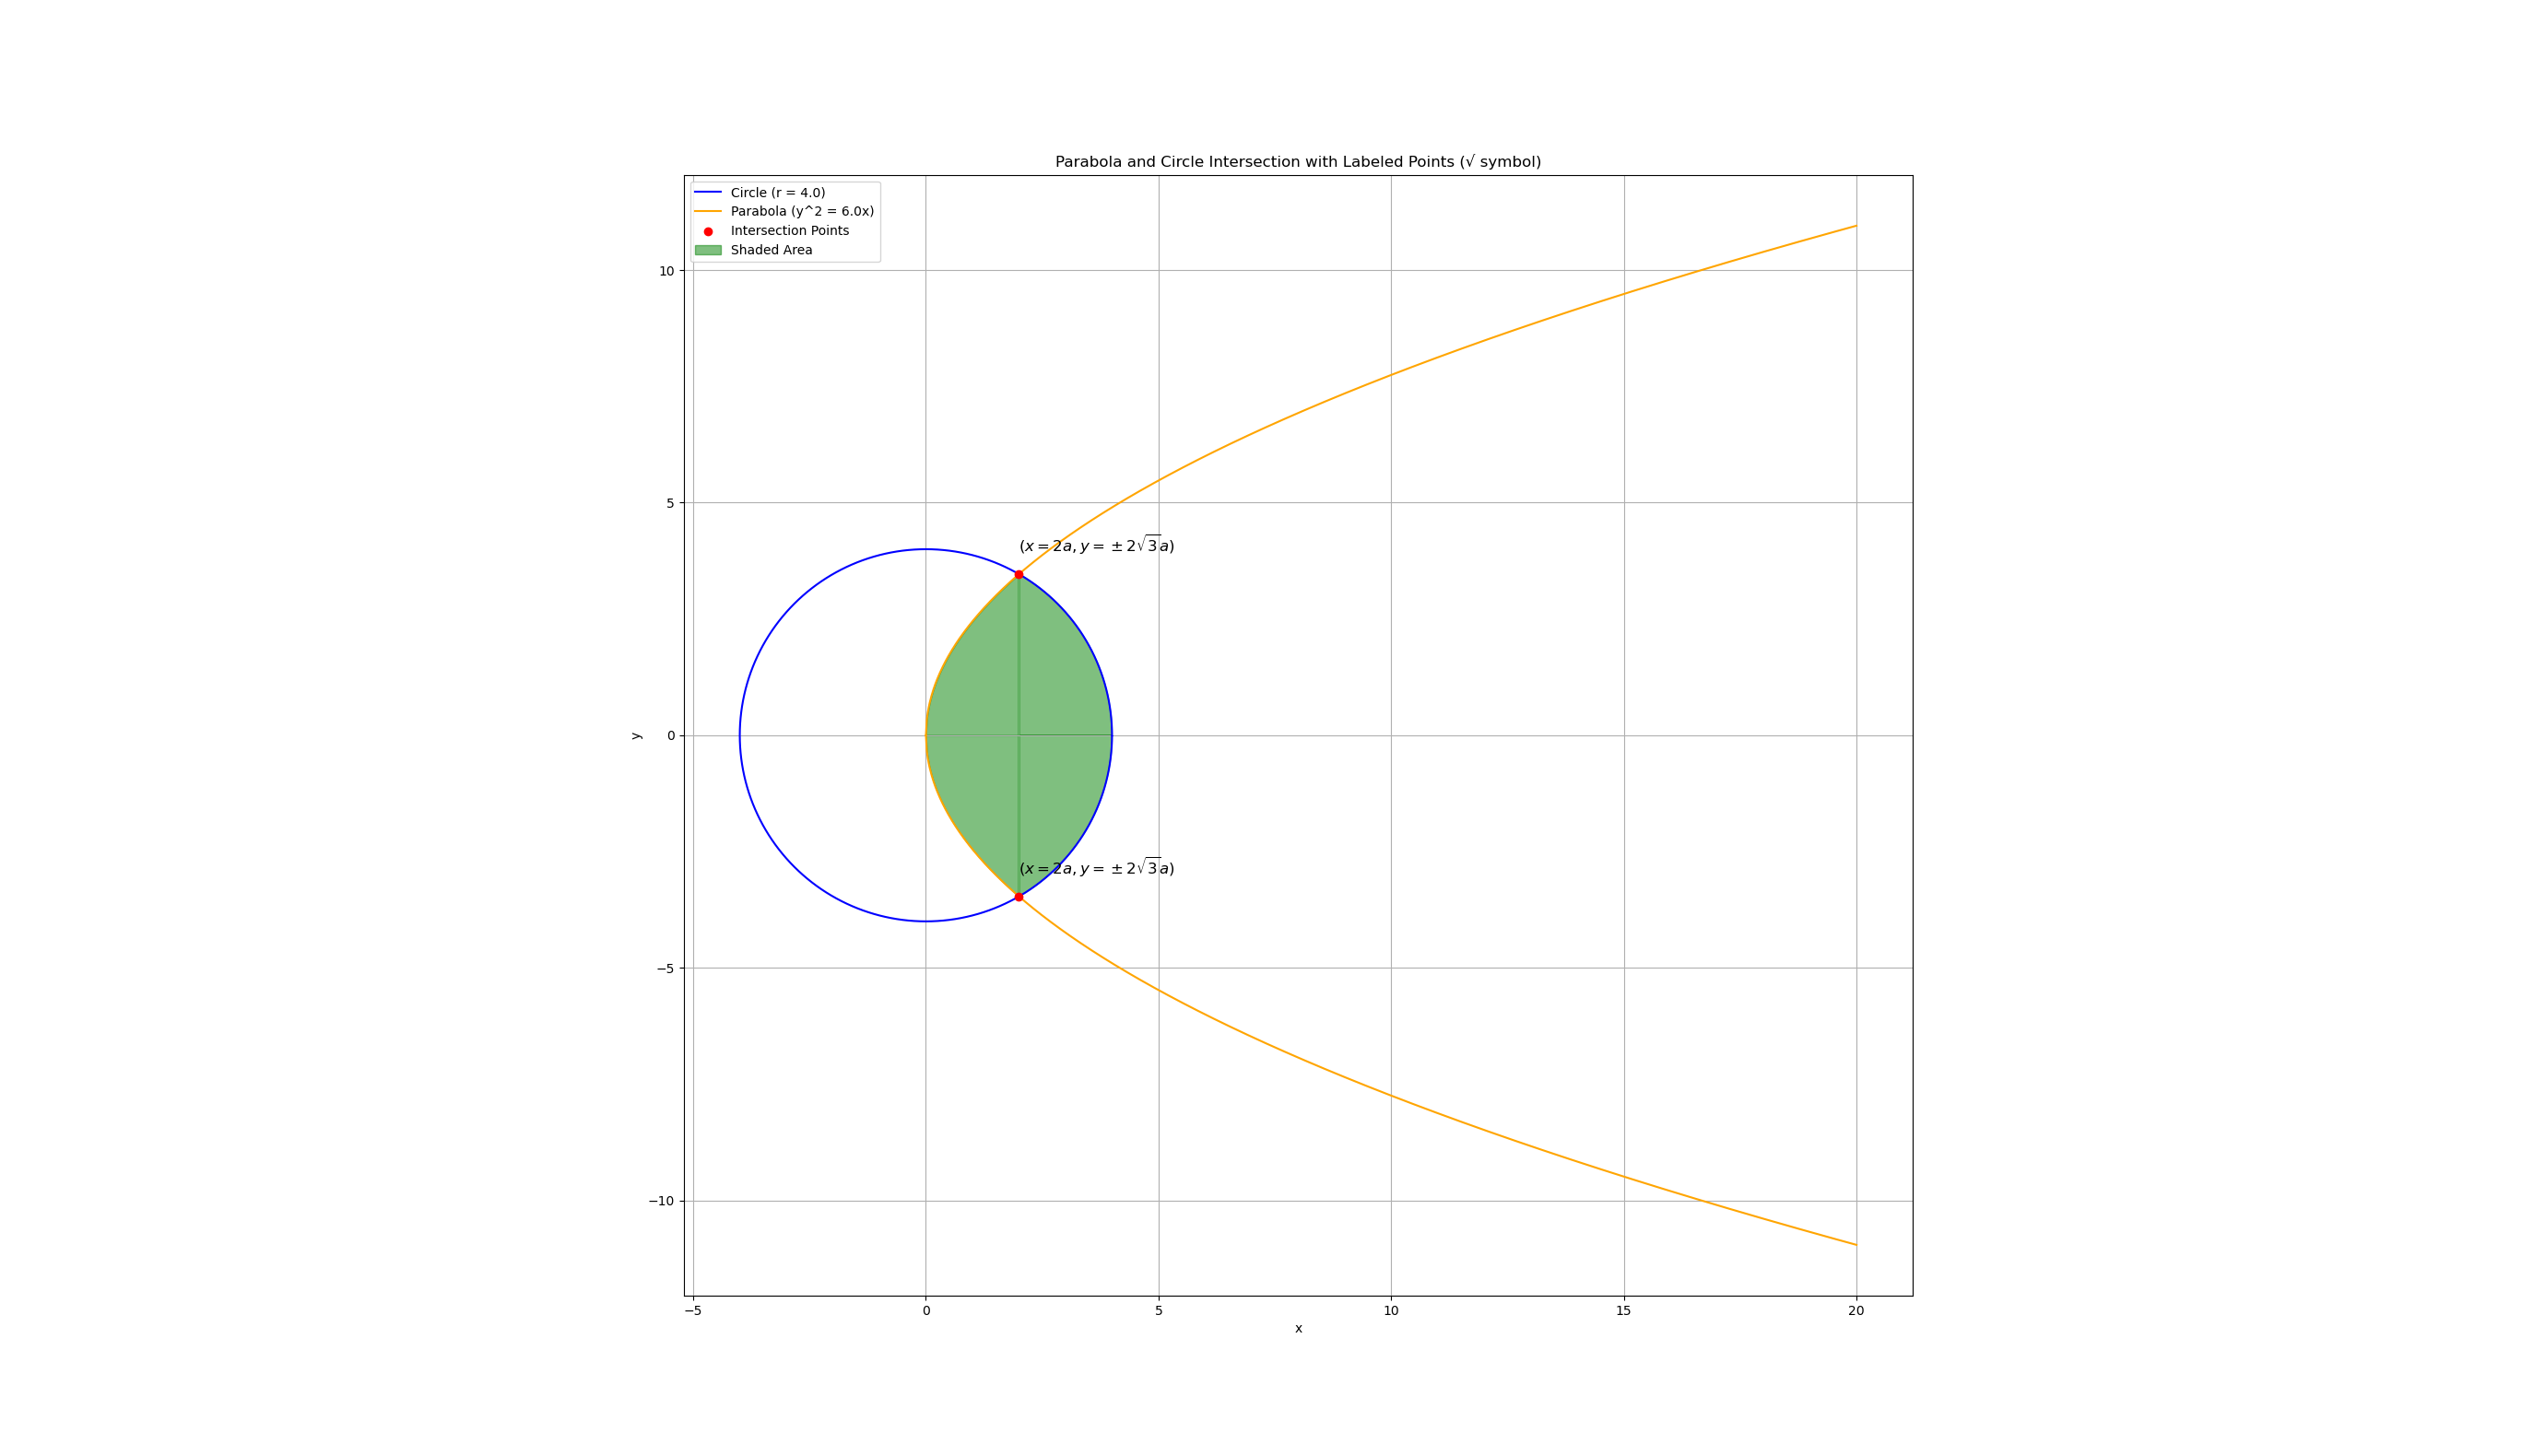 Parabola and Circle Intersection with Labeled Points (√ symbol)
Circle (r = 4.0)
Parabola (y^2 = 6.0x)
Intersection Points
Shaded Area
10
5
(x = 2a, y = ±2√3a)
y
0
(x = 2a, y = ±2√3a)
−5
−10
−5 0 5 10 15 20
x